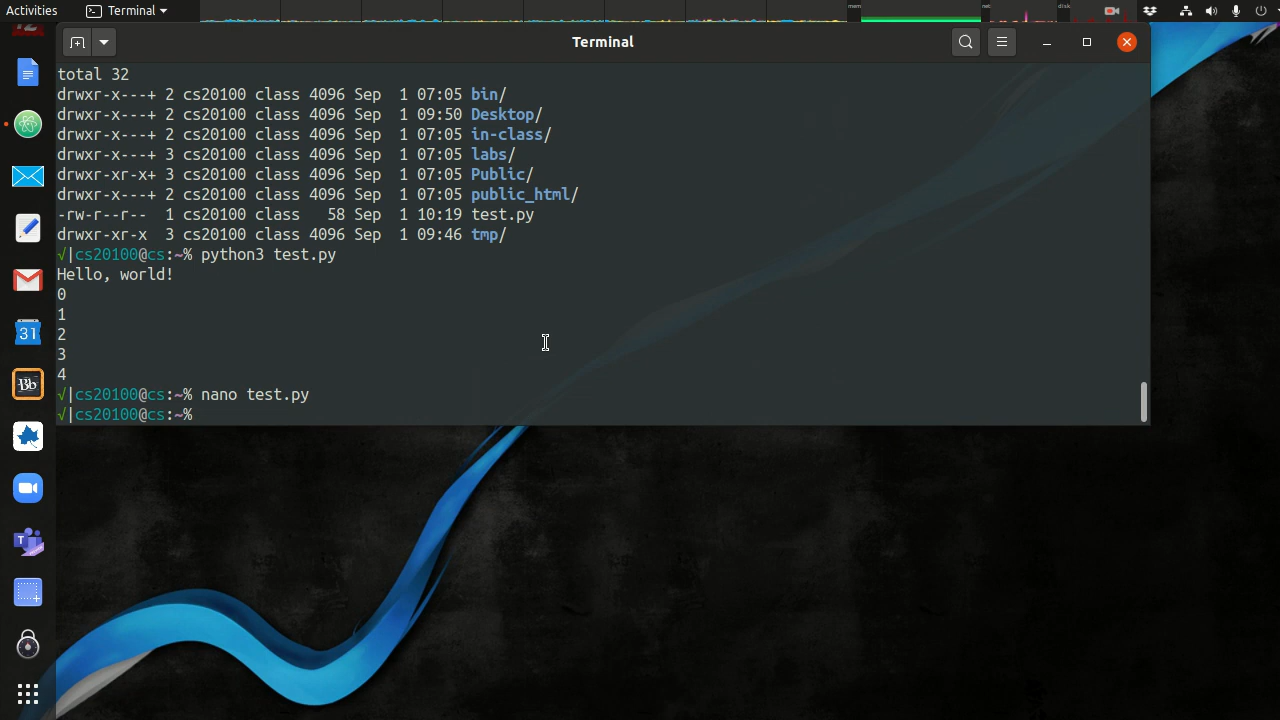 Activities
Terminal
mem
net
disk
Terminal
total 32
drwxr-x---+ 2 cs20100 class 4096 Sep  1 07:05 bin/
drwxr-x---+ 2 cs20100 class 4096 Sep  1 09:50 Desktop/
drwxr-x---+ 2 cs20100 class 4096 Sep  1 07:05 in-class/
drwxr-x---+ 3 cs20100 class 4096 Sep  1 07:05 labs/
drwxr-xr-x+ 3 cs20100 class 4096 Sep  1 07:05 Public/
drwxr-x---+ 2 cs20100 class 4096 Sep  1 07:05 public_html/
-rw-r--r--  1 cs20100 class   58 Sep  1 10:19 test.py
drwxr-xr-x  3 cs20100 class 4096 Sep  1 09:46 tmp/
√|cs20100@cs:~% python3 test.py
Hello, world!
0
1
2
3
4
√|cs20100@cs:~% nano test.py
√|cs20100@cs:~%
31
Bb
T